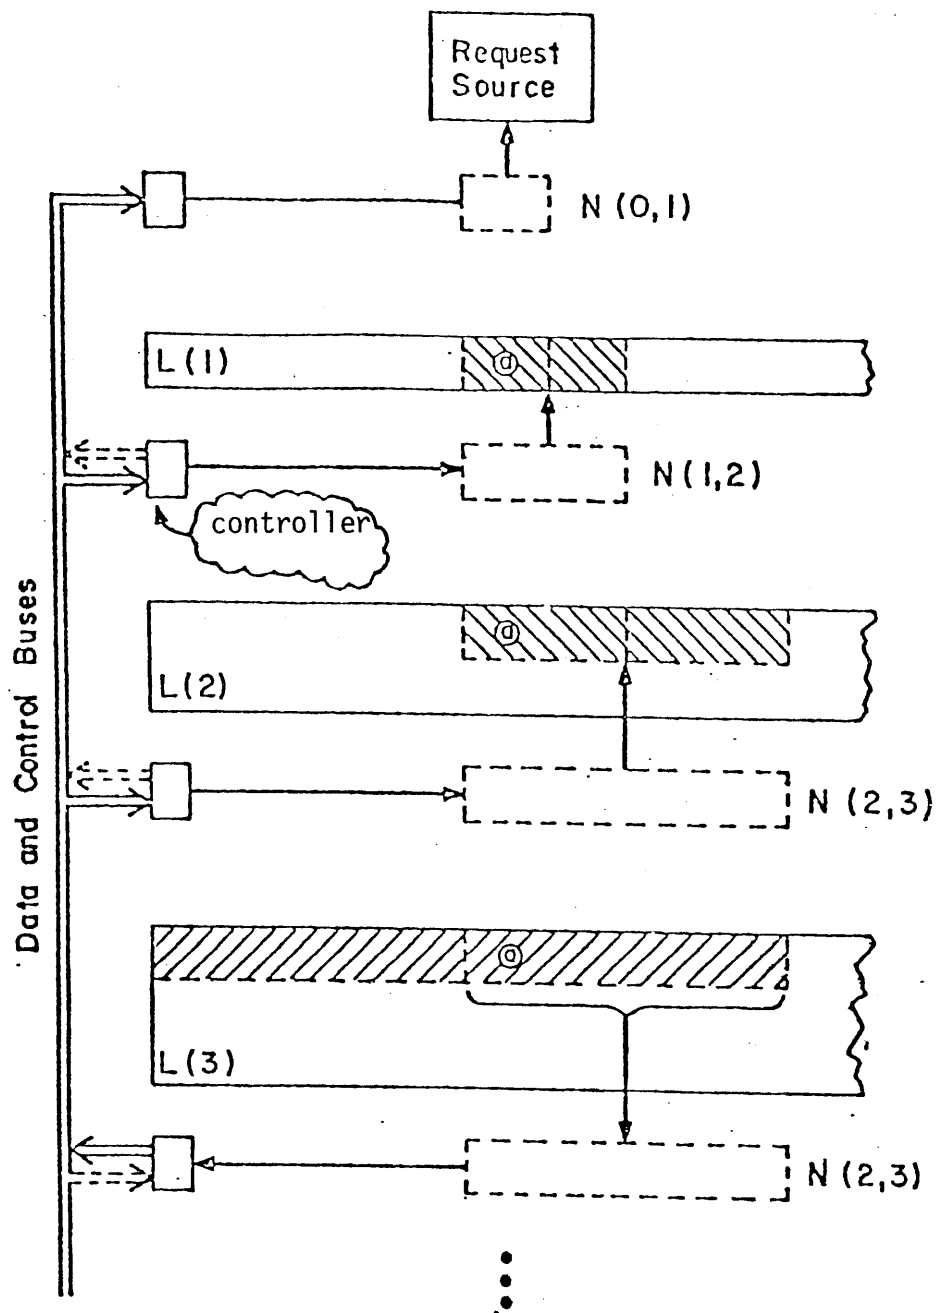 Request
Source
N(0,1)
L(1)
a
N(1,2)
controller
a
L(2)
N(2,3)
Data and Control Buses
a
L(3)
N(2,3)